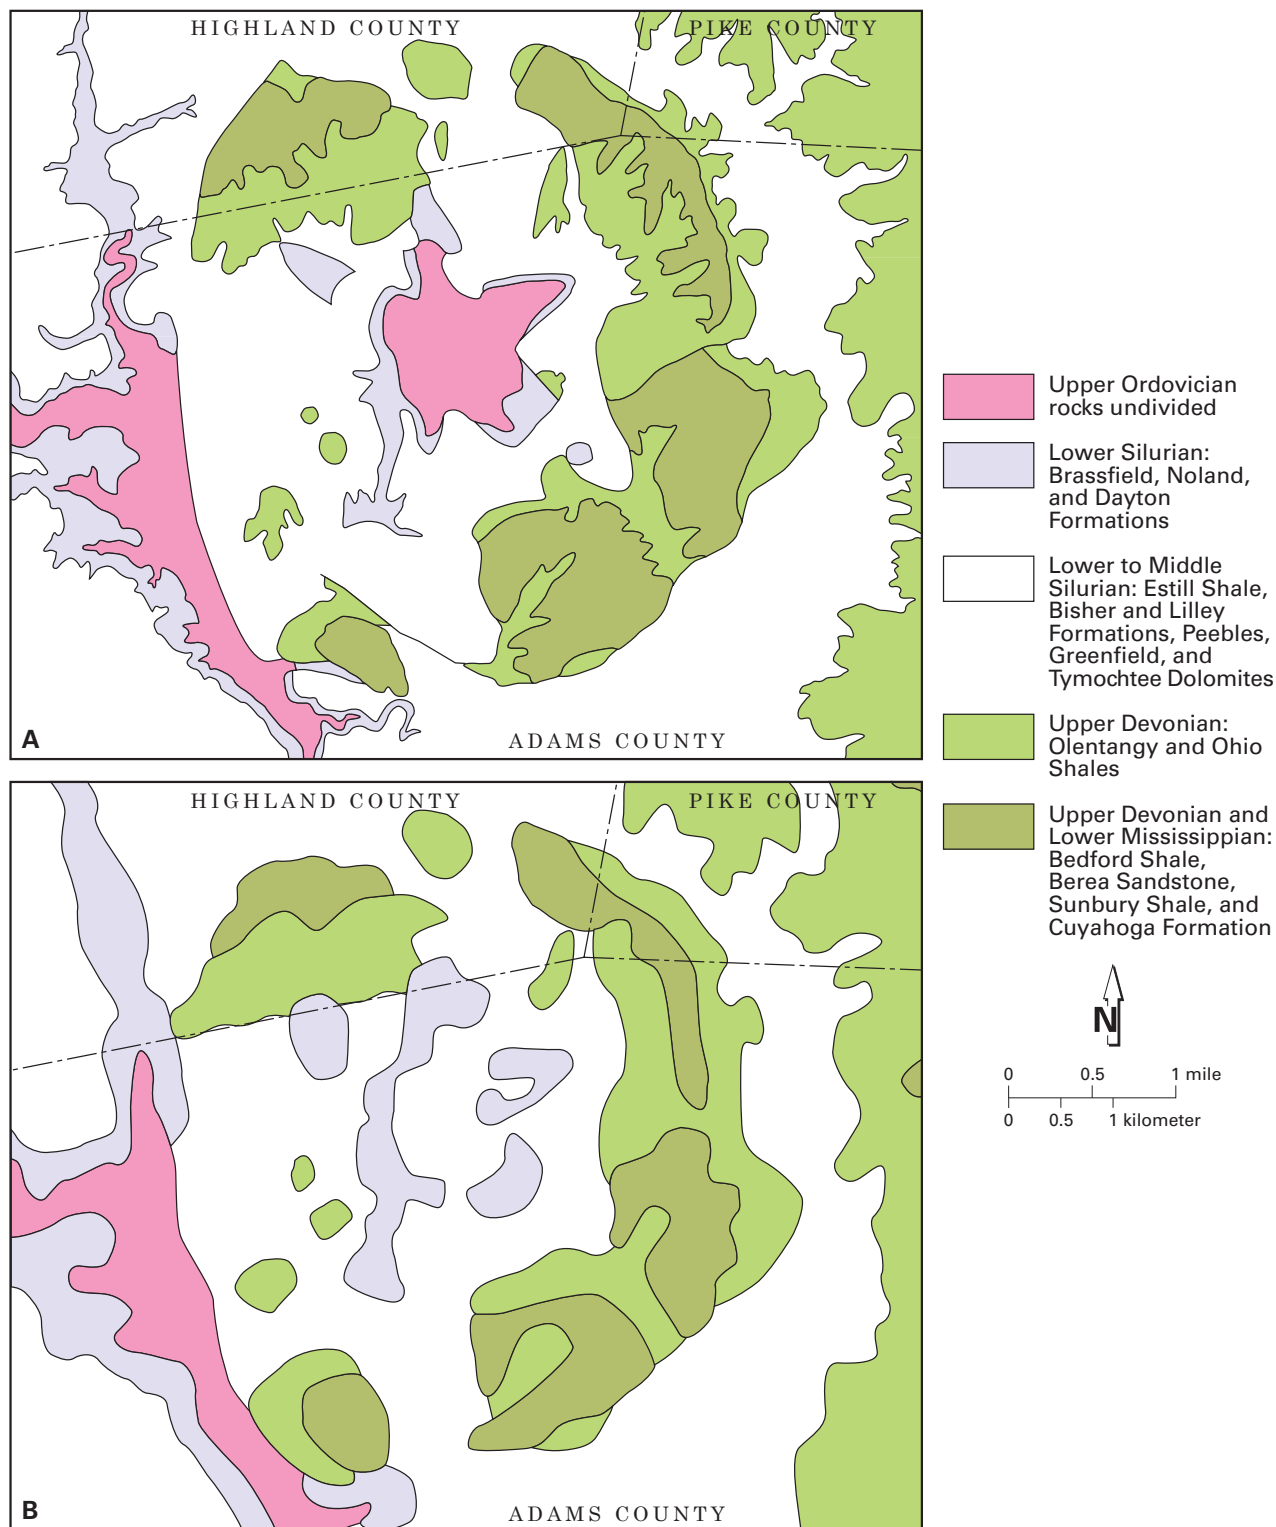 HIGHLAND COUNTY
PIKE COUNTY
A
ADAMS COUNTY
HIGHLAND COUNTY
PIKE COUNTY
B
ADAMS COUNTY
Upper Ordovician
rocks undivided
Lower Silurian:
Brassfield, Noland,
and Dayton
Formations
Lower to Middle
Silurian: Estill Shale,
Bisher and Lilley
Formations, Peebles,
Greenfield, and
Tymochtee Dolomites
Upper Devonian:
Olentangy and Ohio
Shales
Upper Devonian and
Lower Mississippian:
Bedford Shale,
Berea Sandstone,
Sunbury Shale, and
Cuyahoga Formation
N
0 0.5 1 mile
0 0.5 1 kilometer